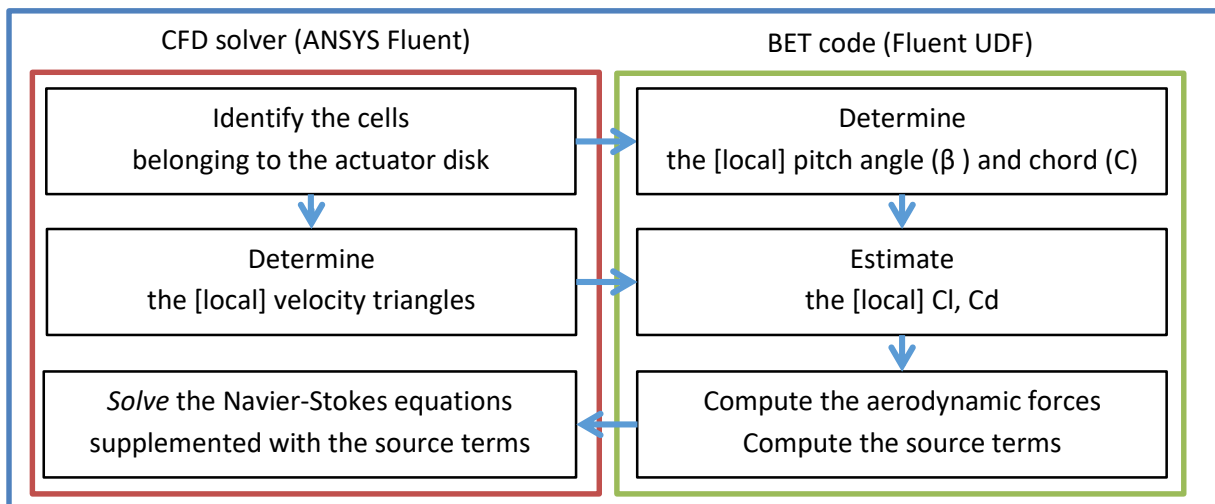 CFD solver (ANSYS Fluent)
BET code (Fluent UDF)
Identify the cells
belonging to the actuator disk
Determine
the [local] pitch angle (β ) and chord (C)
Determine
the [local] velocity triangles
Estimate
the [local] Cl, Cd
Solve the Navier-Stokes equations
supplemented with the source terms
Compute the aerodynamic forces
Compute the source terms